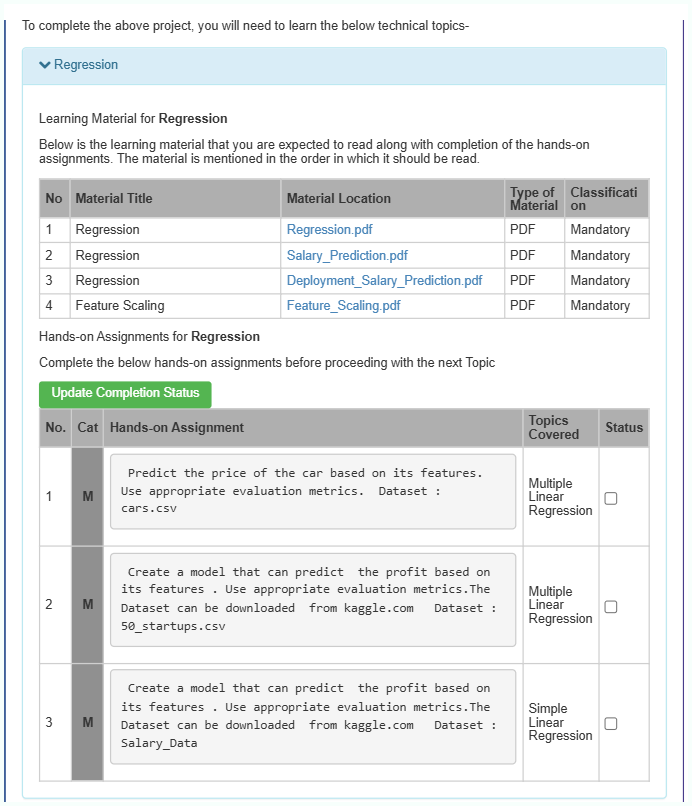 To complete the above project, you will need to learn the below technical topics-
Regression
Learning Material for Regression
Below is the learning material that you are expected to read along with completion of the hands-on
assignments. The material is mentioned in the order in which it should be read.
No Material Title Material Location Type of Material Classificati on
1 Regression Regression.pdf PDF Mandatory
2 Regression Salary_Prediction.pdf PDF Mandatory
3 Regression Deployment_Salary_Prediction.pdf PDF Mandatory
4 Feature Scaling Feature_Scaling.pdf PDF Mandatory
Hands-on Assignments for Regression
Complete the below hands-on assignments before proceeding with the next Topic
Update Completion Status
No. Cat Hands-on Assignment Topics Covered Status
1 M
Predict the price of the car based on its features.
Use appropriate evaluation metrics. Dataset :
cars.csv
Multiple
Linear
Regression
2 M
Create a model that can predict the profit based on
its features . Use appropriate evaluation metrics.The
Dataset can be downloaded from kaggle.com Dataset :
50_startups.csv
Multiple
Linear
Regression
3 M
Create a model that can predict the profit based on
its features . Use appropriate evaluation metrics.The
Dataset can be downloaded from kaggle.com Dataset :
Salary_Data
Simple
Linear
Regression